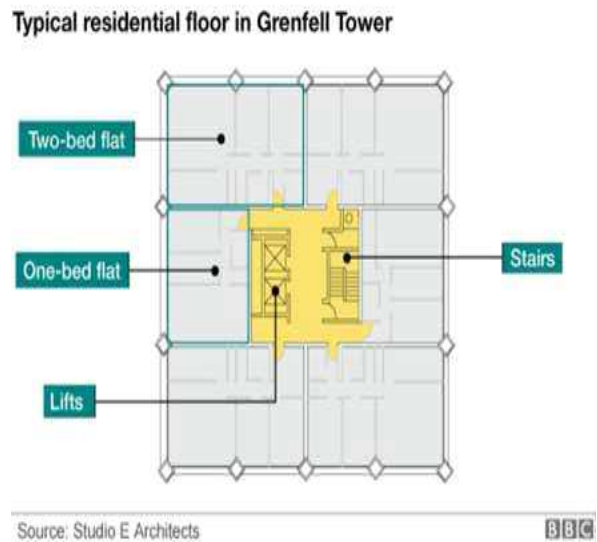 Typical residential floor in Grenfell Tower
Two-bed flat
One-bed flat
Stairs
Lifts
Source: Studio E Architects
BBC